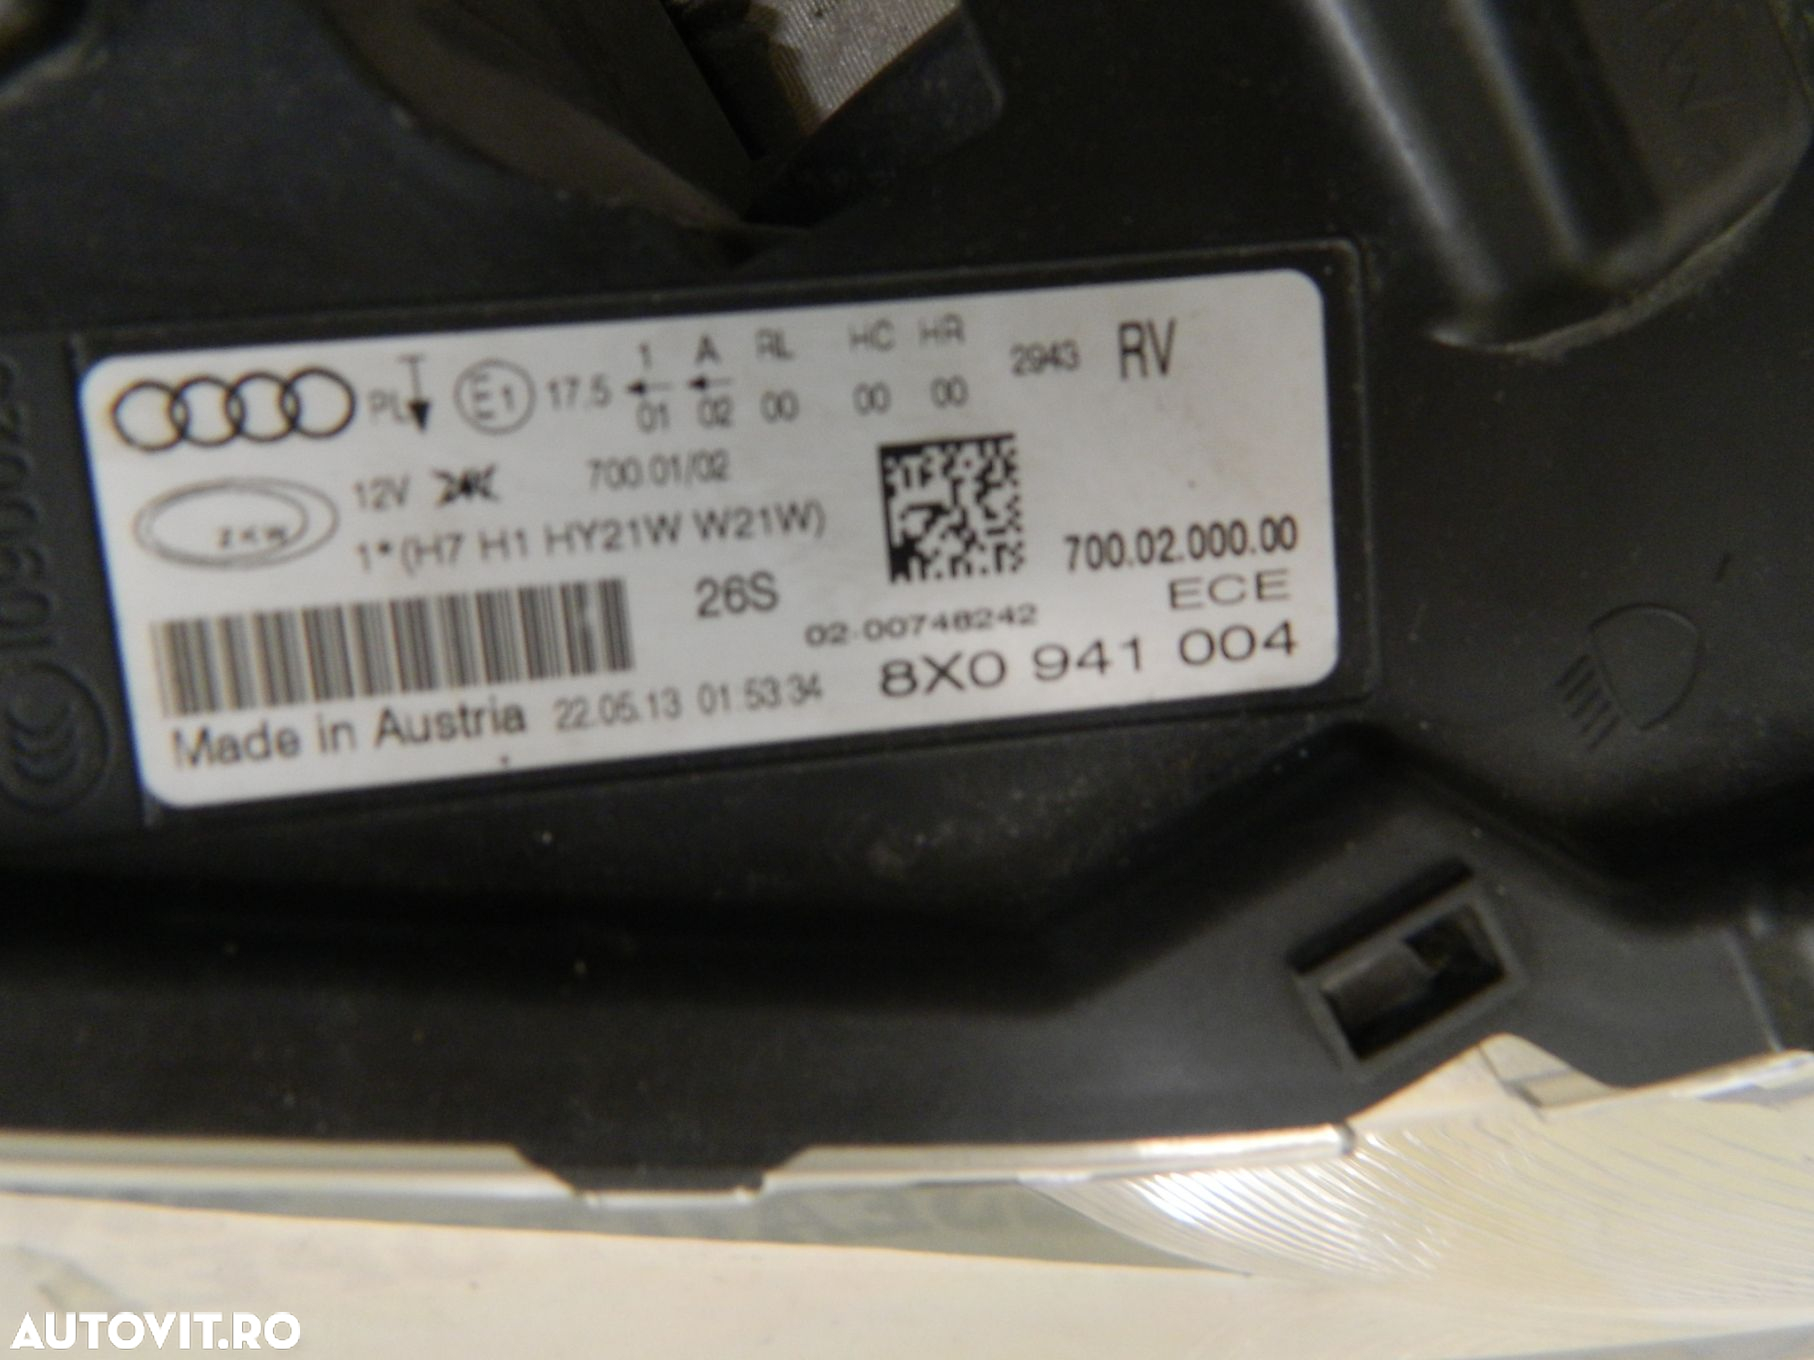 1 A RL HC HR 2943 RV
PL E1 17.5 01 02 00 00 00
12V 700.01/02
ZKW
1*(H7 H1 HY21W W21W)
700.02.000.00
26S ECE
02-00748242
Made in Austria 22.05.13 01:53:34 8X0 941 004
AUTOVIT.RO